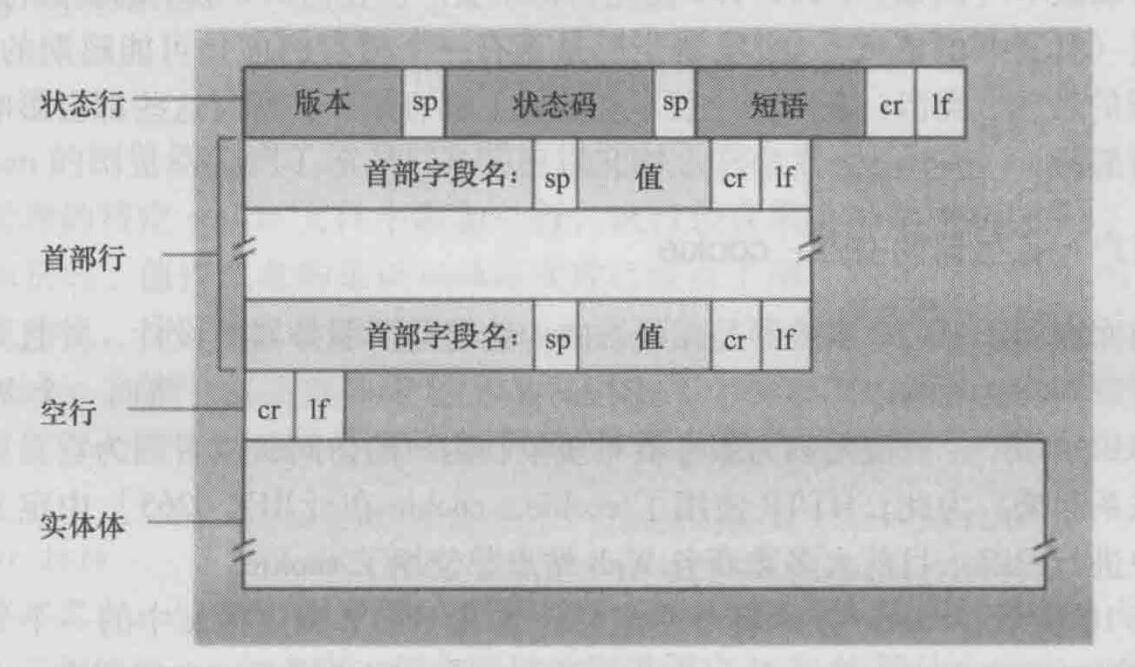 状态行 版本 sp 状态码 sp 短语 cr lf
首部字段名： sp 值 cr lf
首部行
首部字段名： sp 值 cr lf
空行 cr lf
实体体